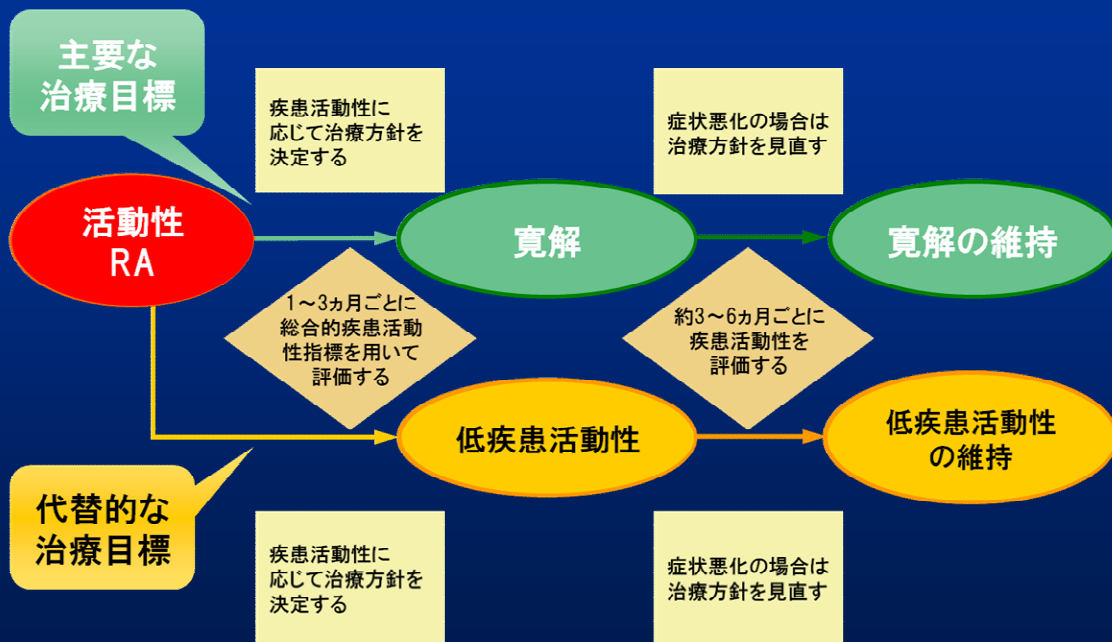 主要な
治療目標
疾患活動性に
応じて治療方針を
決定する
症状悪化の場合は
治療方針を見直す
活動性
RA
寛解
寛解の維持
1～3ヵ月ごとに
総合的疾患活動
性指標を用いて
評価する
約3～6ヵ月ごとに
疾患活動性を
評価する
低疾患活動性
低疾患活動性
の維持
代替的な
治療目標
疾患活動性に
応じて治療方針を
決定する
症状悪化の場合は
治療方針を見直す